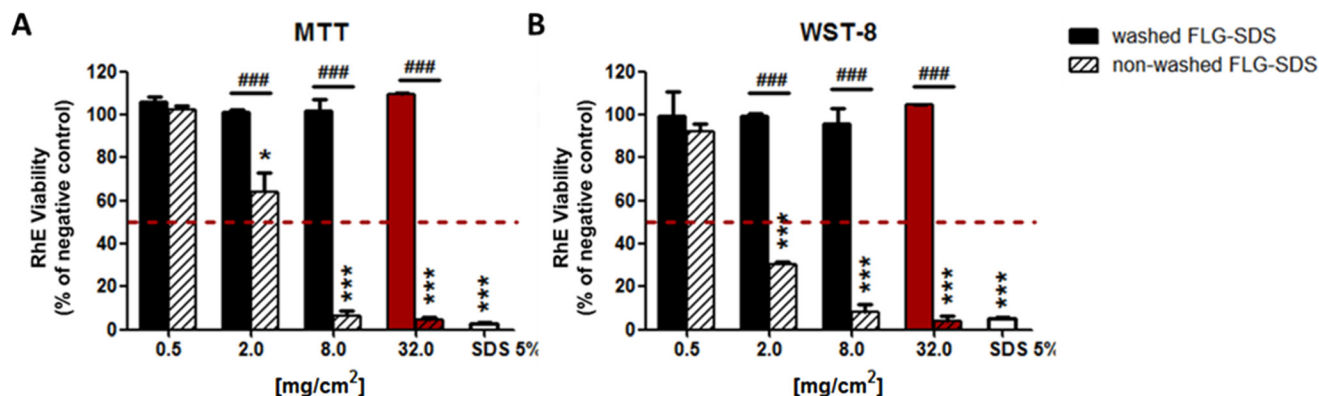 A
MTT
RhE Viability
(% of negative control)
120
100
80
60
40
20
0
###
###
###
*
***
***
***
0.5 2.0 8.0 32.0 SDS 5%
[mg/cm²]
B
WST-8
RhE Viability
(% of negative control)
120
100
80
60
40
20
0
###
###
###
***
***
***
***
0.5 2.0 8.0 32.0 SDS 5%
[mg/cm²]
washed FLG-SDS
non-washed FLG-SDS